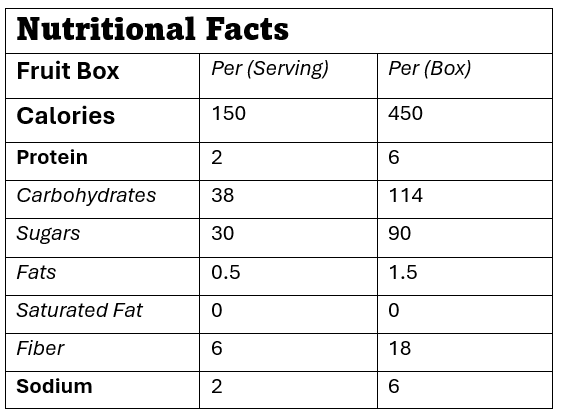 Nutritional Facts
Fruit Box Per (Serving) Per (Box)
Calories 150 450
Protein 2 6
Carbohydrates 38 114
Sugars 30 90
Fats 0.5 1.5
Saturated Fat 0 0
Fiber 6 18
Sodium 2 6